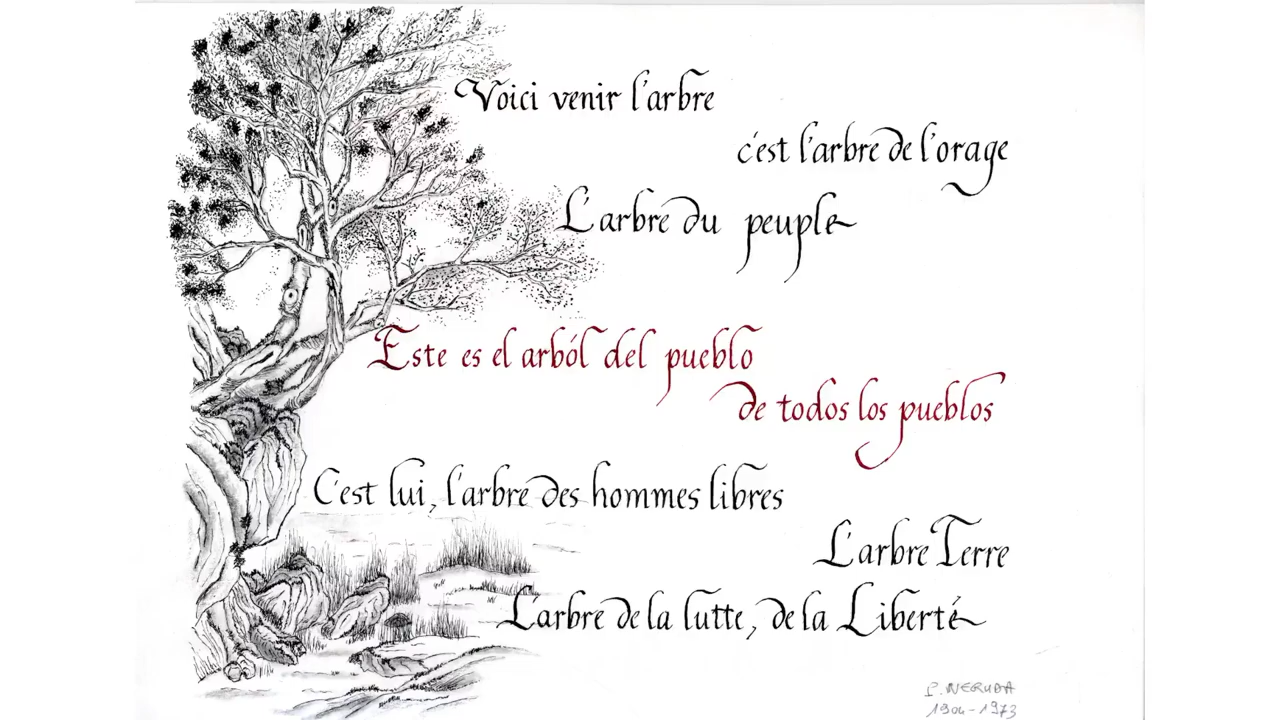 Voici venir l'arbre
c'est l'arbre de l'orage
L'arbre du peuple
Este es el arból del pueblo
de todos los pueblos
C'est lui, l'arbre des hommes libres
L'arbre Terre
L'arbre de la lutte, de la Liberté
P. NERUDA
1904-1973